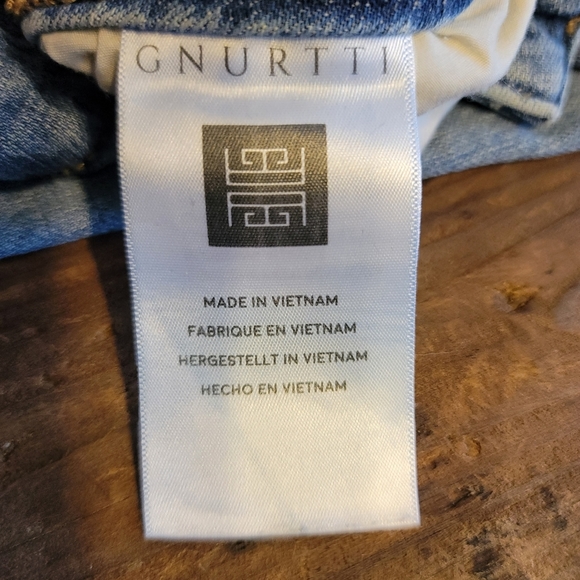 GNURTTI
MADE IN VIETNAM
FABRIQUE EN VIETNAM
HERGESTELLT IN VIETNAM
HECHO EN VIETNAM